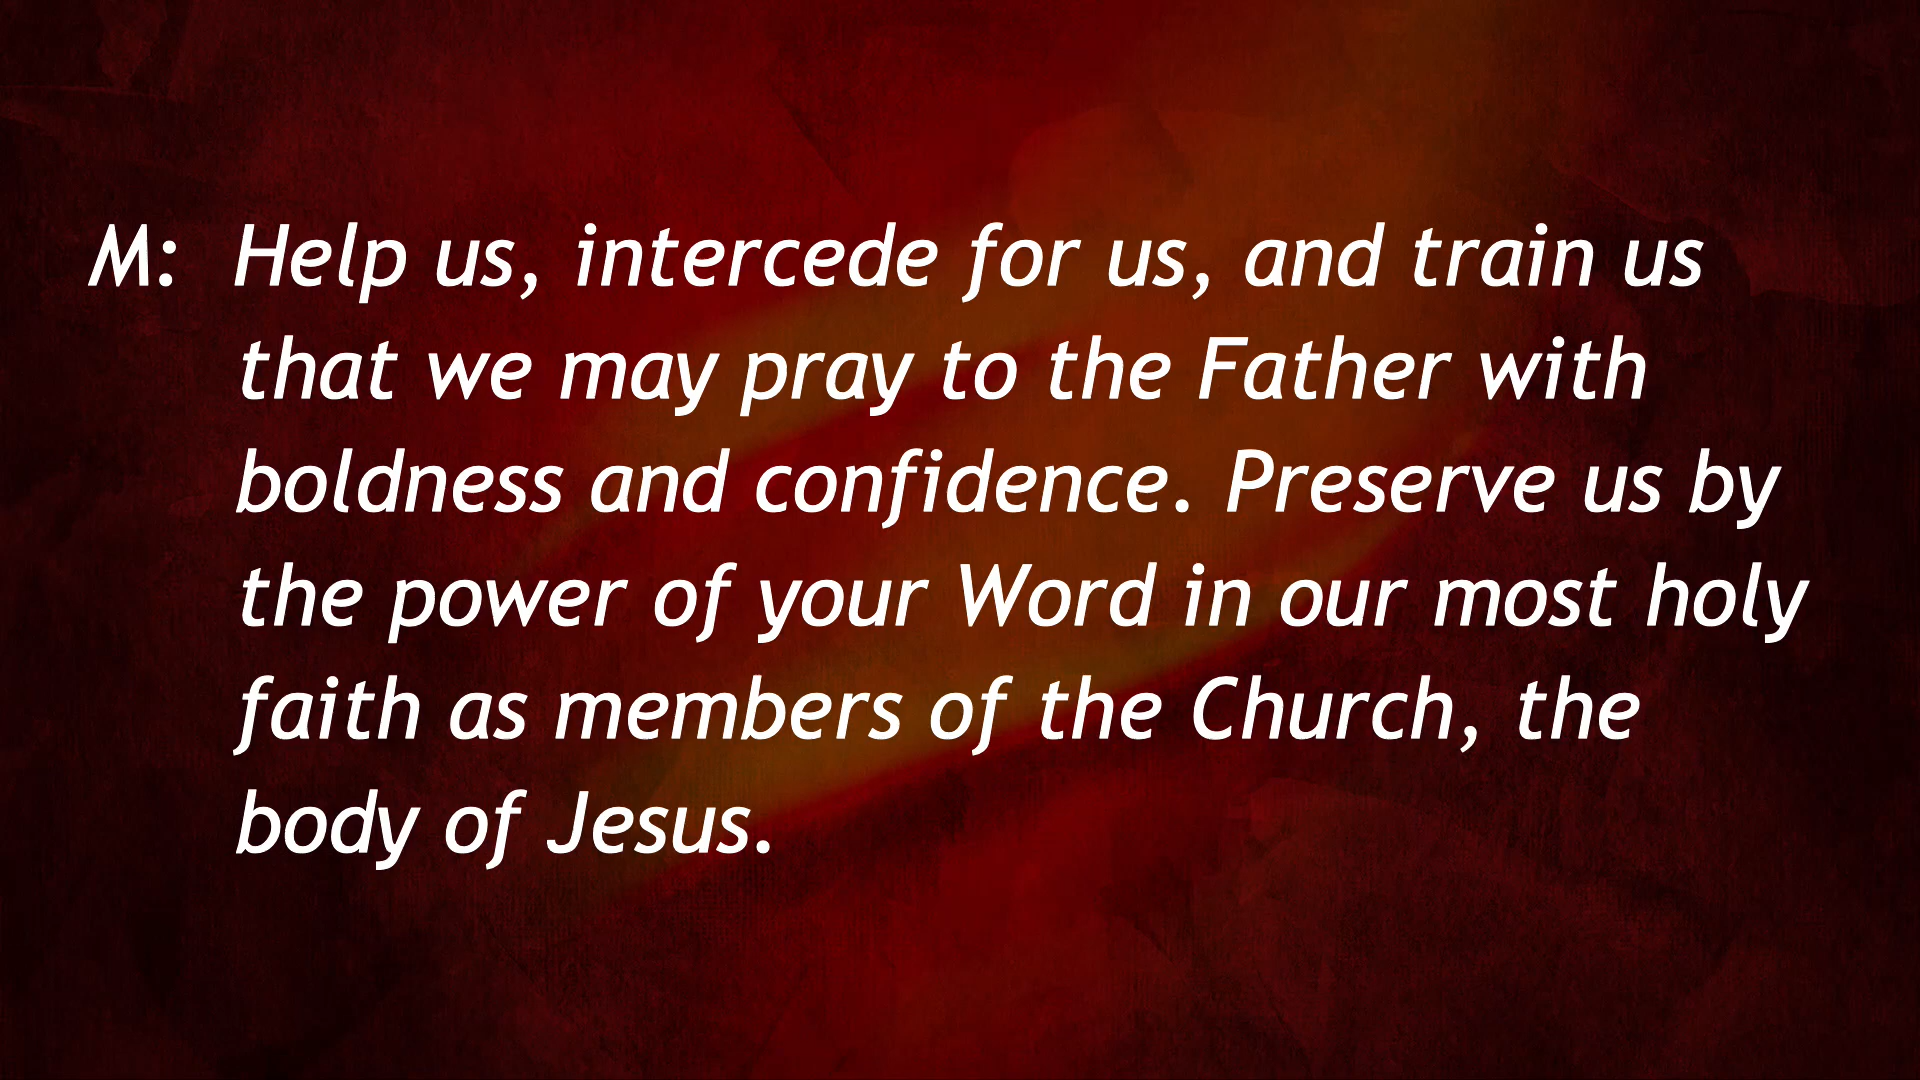 M: Help us, intercede for us, and train us
that we may pray to the Father with
boldness and confidence. Preserve us by
the power of your Word in our most holy
faith as members of the Church, the
body of Jesus.